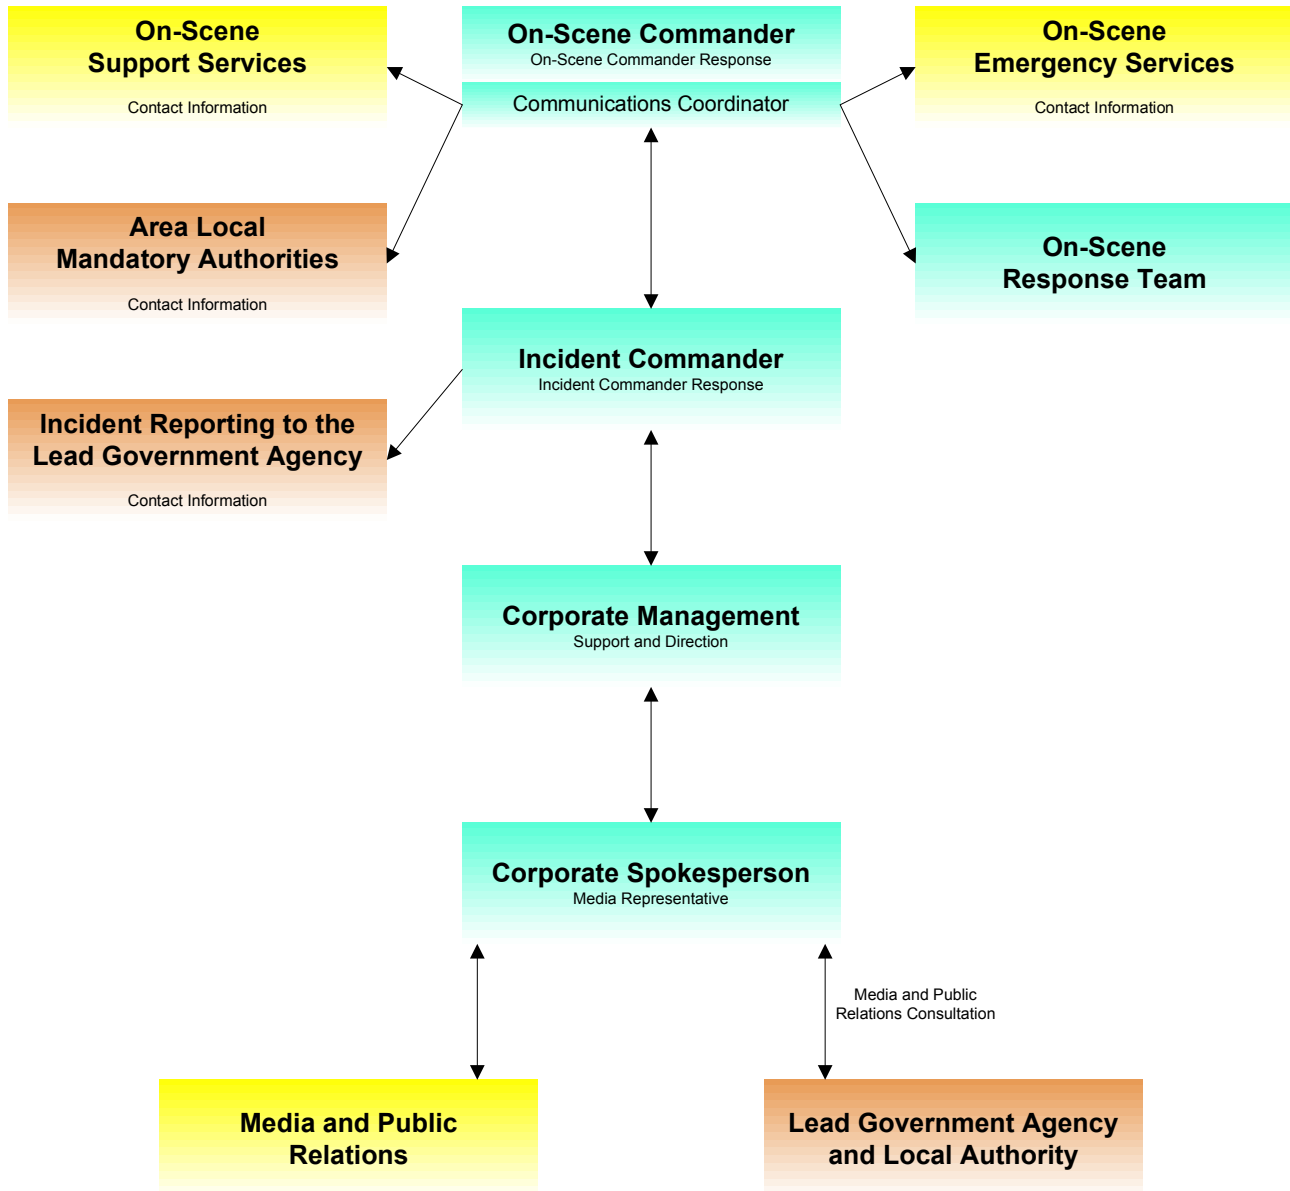 On-Scene
Support Services
Contact Information
On-Scene Commander
On-Scene Commander Response
Communications Coordinator
On-Scene
Emergency Services
Contact Information
Area Local
Mandatory Authorities
Contact Information
On-Scene
Response Team
Incident Commander
Incident Commander Response
Incident Reporting to the
Lead Government Agency
Contact Information
Corporate Management
Support and Direction
Corporate Spokesperson
Media Representative
Media and Public
Relations Consultation
Media and Public
Relations
Lead Government Agency
and Local Authority